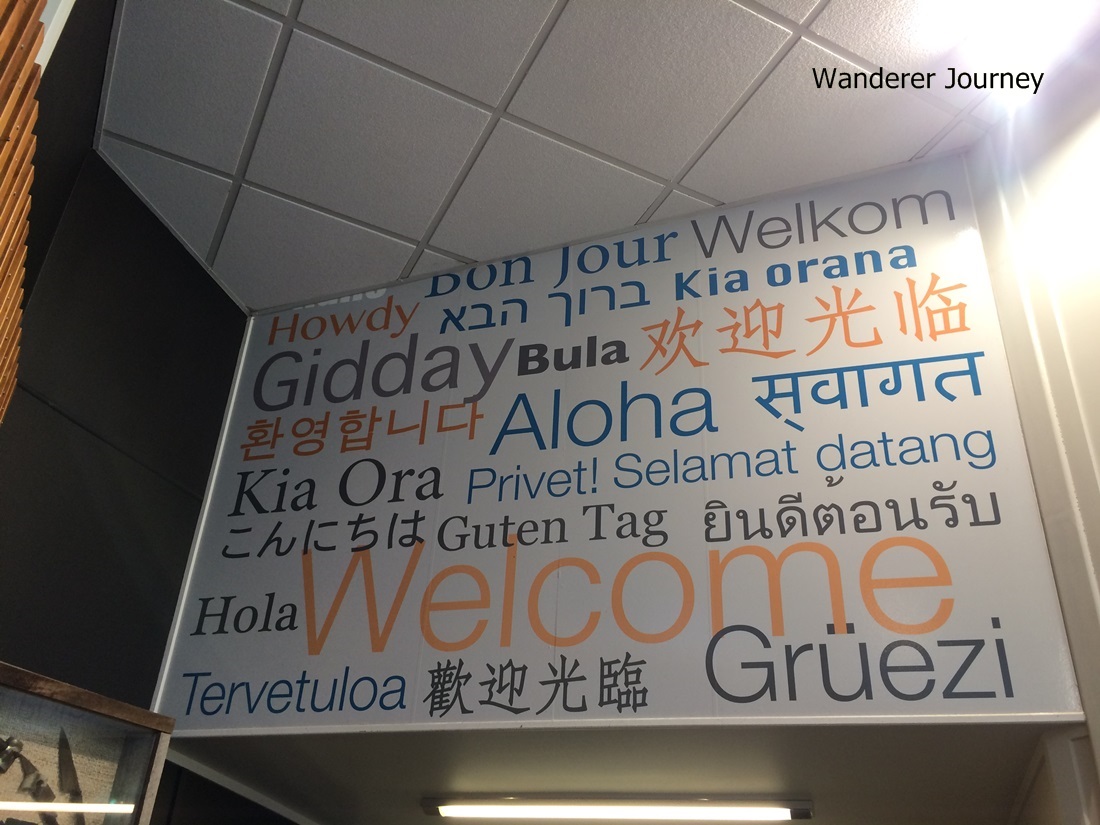 Wanderer Journey
Bon Jour Welkom
Howdy ברוך הבא Kia orana
Gidday Bula 欢迎光临
환영합니다 Aloha स्वागत
Kia Ora Privet! Selamat datang
こんにちは Guten Tag ยินดีต้อนรับ
Hola Welcome
Tervetuloa 歡迎光臨 Grüezi